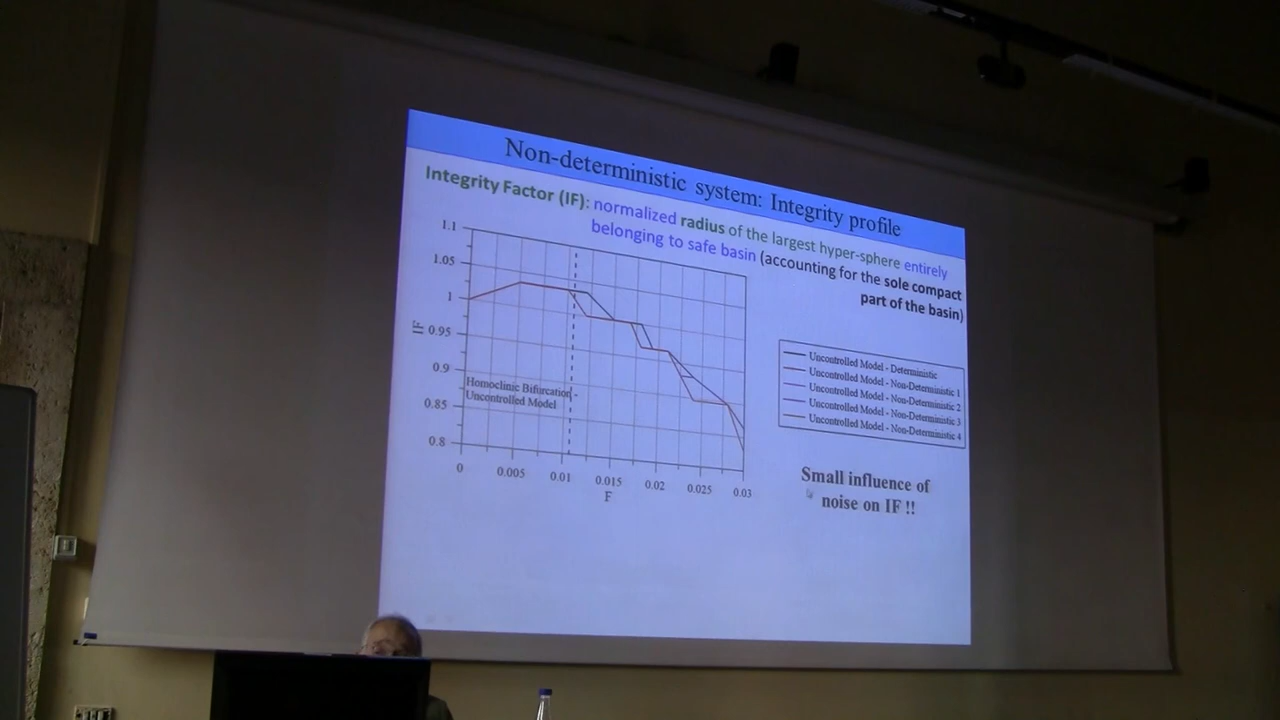 Non-deterministic system: Integrity profile
Integrity Factor (IF): normalized radius of the largest hyper-sphere entirely
belonging to safe basin (accounting for the sole compact
part of the basin)
1.1
1.05
1
0.95
0.9
0.85
0.8
IF
Homoclinic Bifurcation -
Uncontrolled Model
0
0.005
0.01
0.015
0.02
0.025
0.03
F
Uncontrolled Model - Deterministic
Uncontrolled Model - Non-Deterministic 1
Uncontrolled Model - Non-Deterministic 2
Uncontrolled Model - Non-Deterministic 3
Uncontrolled Model - Non-Deterministic 4
Small influence of
noise on IF !!